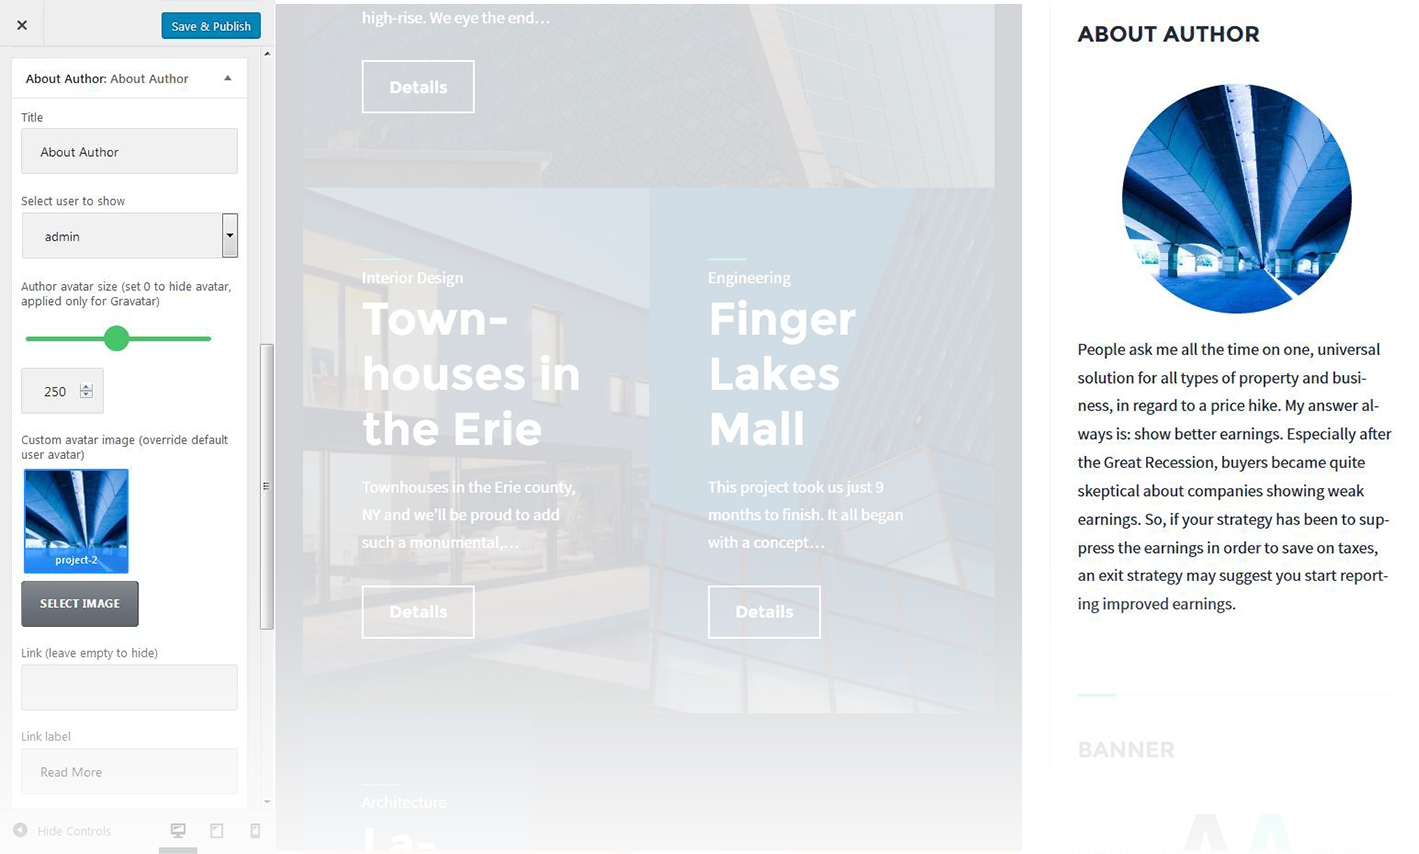 Save & Publish
About Author: About Author
Title
About Author
Select user to show
admin
Author avatar size (set 0 to hide avatar,
applied only for Gravatar)
250
Custom avatar image (override default
user avatar)
project-2
SELECT IMAGE
Link (leave empty to hide)
Link label
Read More
Hide Controls
high-rise. We eye the end…
Details
Interior Design
Town-
houses in
the Erie
Townhouses in the Erie county,
NY and we'll be proud to add
such a monumental,…
Details
Engineering
Finger
Lakes
Mall
This project took us just 9
months to finish. It all began
with a concept…
Details
Architecture
La-
ABOUT AUTHOR
People ask me all the time on one, universal
solution for all types of property and busi-
ness, in regard to a price hike. My answer al-
ways is: show better earnings. Especially after
the Great Recession, buyers became quite
skeptical about companies showing weak
earnings. So, if your strategy has been to sup-
press the earnings in order to save on taxes,
an exit strategy may suggest you start report-
ing improved earnings.
BANNER